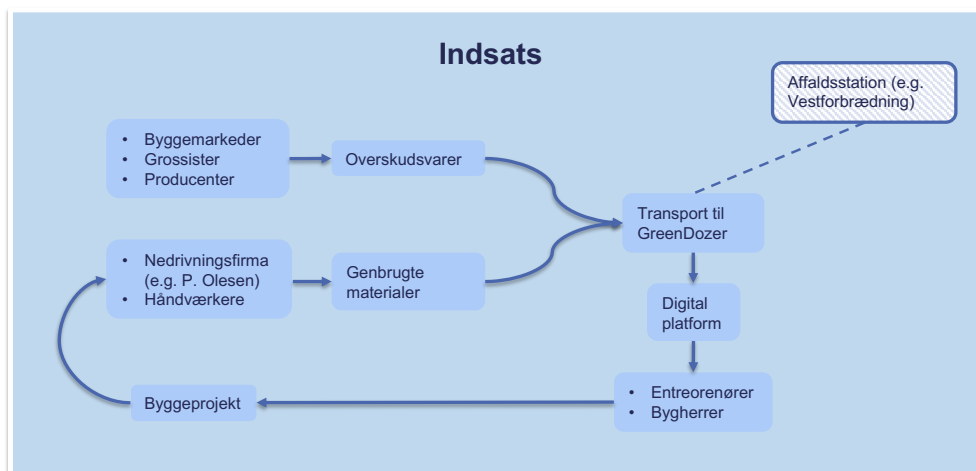 Indsats
Affaldsstation (e.g.
Vestforbrædning)
• Byggemarkeder
• Grossister
• Producenter
Overskudsvarer
Transport til
GreenDozer
• Nedrivningsfirma
(e.g. P. Olesen)
• Håndværkere
Genbrugte
materialer
Digital
platform
Byggeprojekt
• Entreorenører
• Bygherrer